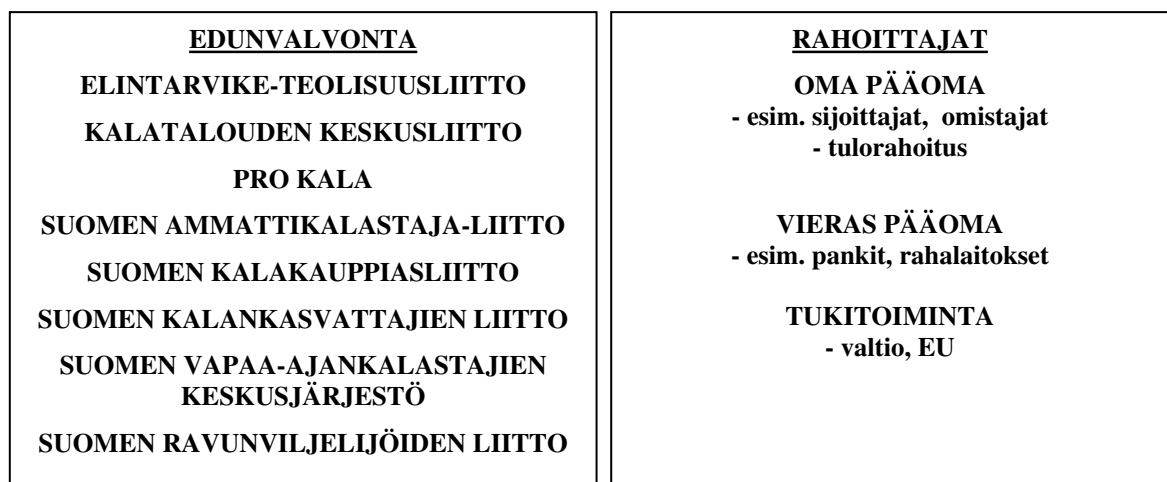 EDUNVALVONTA
ELINTARVIKE-TEOLISUUSLIITTO
KALATALOUDEN KESKUSLIITTO
PRO KALA
SUOMEN AMMATTIKALASTAJA-LIITTO
SUOMEN KALAKAUPPIASLIITTO
SUOMEN KALANKASVATTAJIEN LIITTO
SUOMEN VAPAA-AJANKALASTAJIEN
KESKUSJÄRJESTÖ
SUOMEN RAVUNVILJELIJÖIDEN LIITTO
RAHOITTAJAT
OMA PÄÄOMA
- esim. sijoittajat, omistajat
- tulorahoitus
VIERAS PÄÄOMA
- esim. pankit, rahalaitokset
TUKITOIMINTA
- valtio, EU